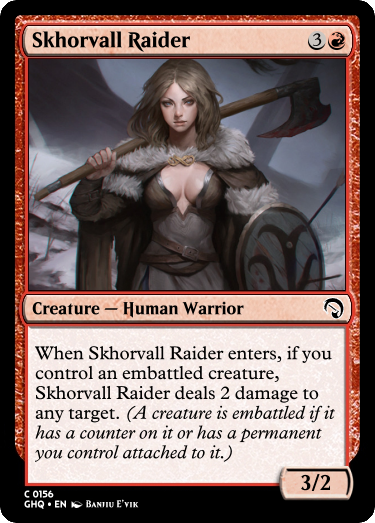 Skhorvall Raider 3
Creature — Human Warrior
When Skhorvall Raider enters, if you
control an embattled creature,
Skhorvall Raider deals 2 damage to
any target. (A creature is embattled if it
has a counter on it or has a permanent
you control attached to it.)
3/2
C 0156
GHQ • EN Banjiu E'vik